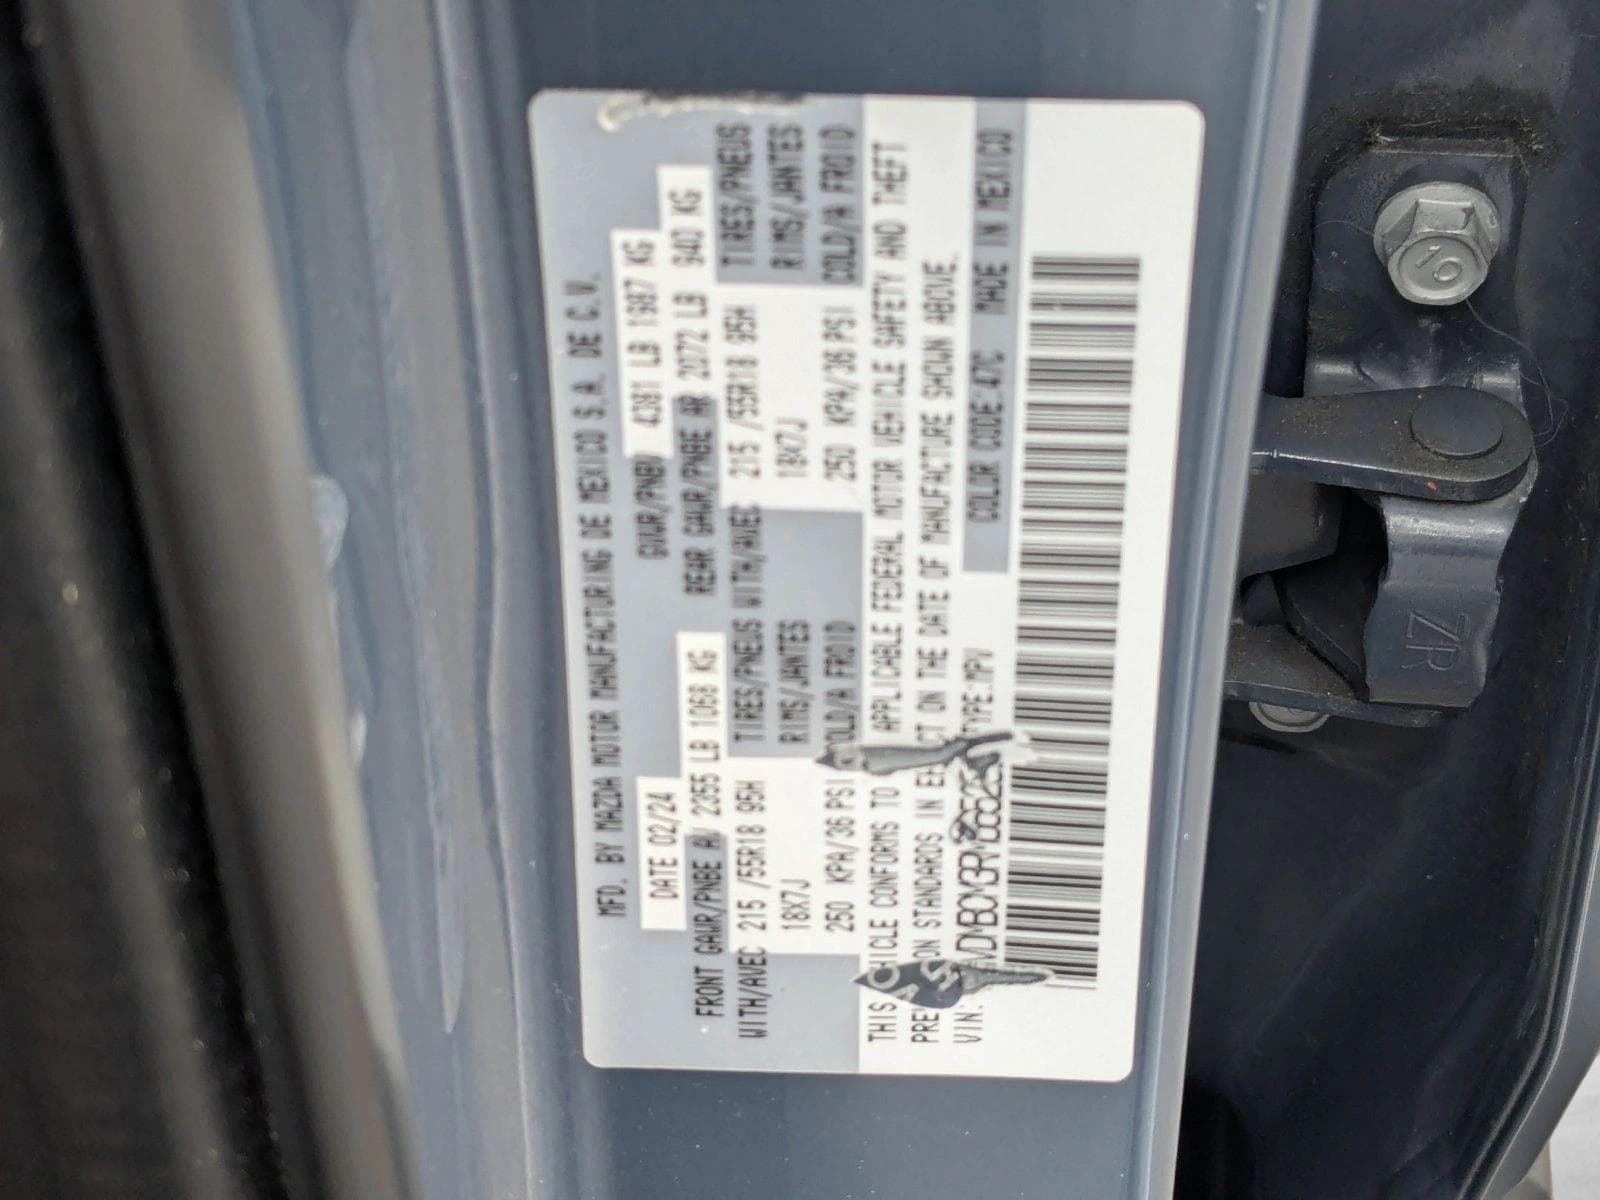 MFD. BY MAZDA MOTOR MANUFACTURING DE MEXICO S.A. DE C.V.
DATE 02/24 GVWR/PNBV 4381 LB 1987 KG
FRONT GAWR/PNBE AV 2355 LB 1068 KG REAR GAWR/PNBE AR 2072 LB 940 KG
WITH/AVEC 215 /55R18 95H TIRES/PNEUS WITH/AVEC 215 /55R18 95H TIRES/PNEUS
18X7J RIMS/JANTES 18X7J RIMS/JANTES
250 KPA/36 PSI COLD/A FROID 250 KPA/36 PSI COLD/A FROID
THIS VEHICLE CONFORMS TO APPLICABLE FEDERAL MOTOR VEHICLE SAFETY AND THEFT
PREVENTION STANDARDS IN EFFECT ON THE DATE OF MANUFACTURE SHOWN ABOVE.
VIN: TYPE:MPV COLOR CODE:47C MADE IN MEXICO
10
ZR